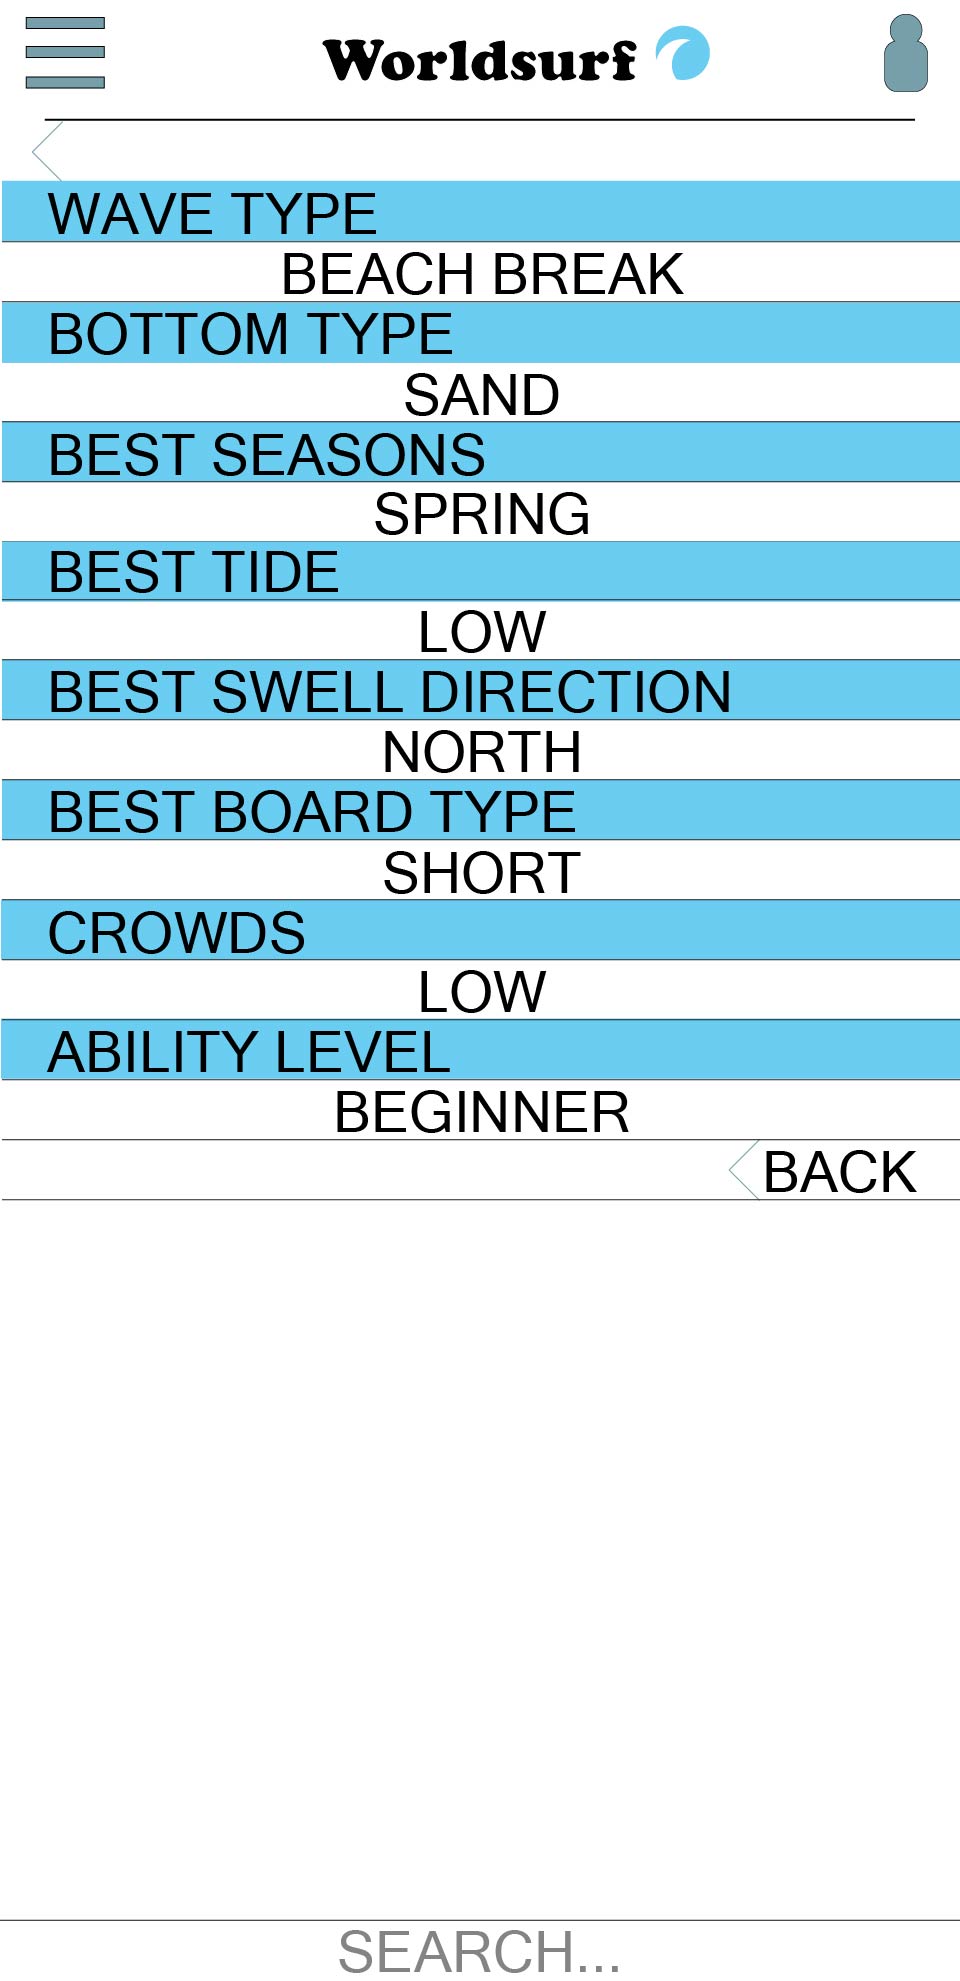 Worldsurf
WAVE TYPE
BEACH BREAK
BOTTOM TYPE
SAND
BEST SEASONS
SPRING
BEST TIDE
LOW
BEST SWELL DIRECTION
NORTH
BEST BOARD TYPE
SHORT
CROWDS
LOW
ABILITY LEVEL
BEGINNER
BACK
SEARCH...